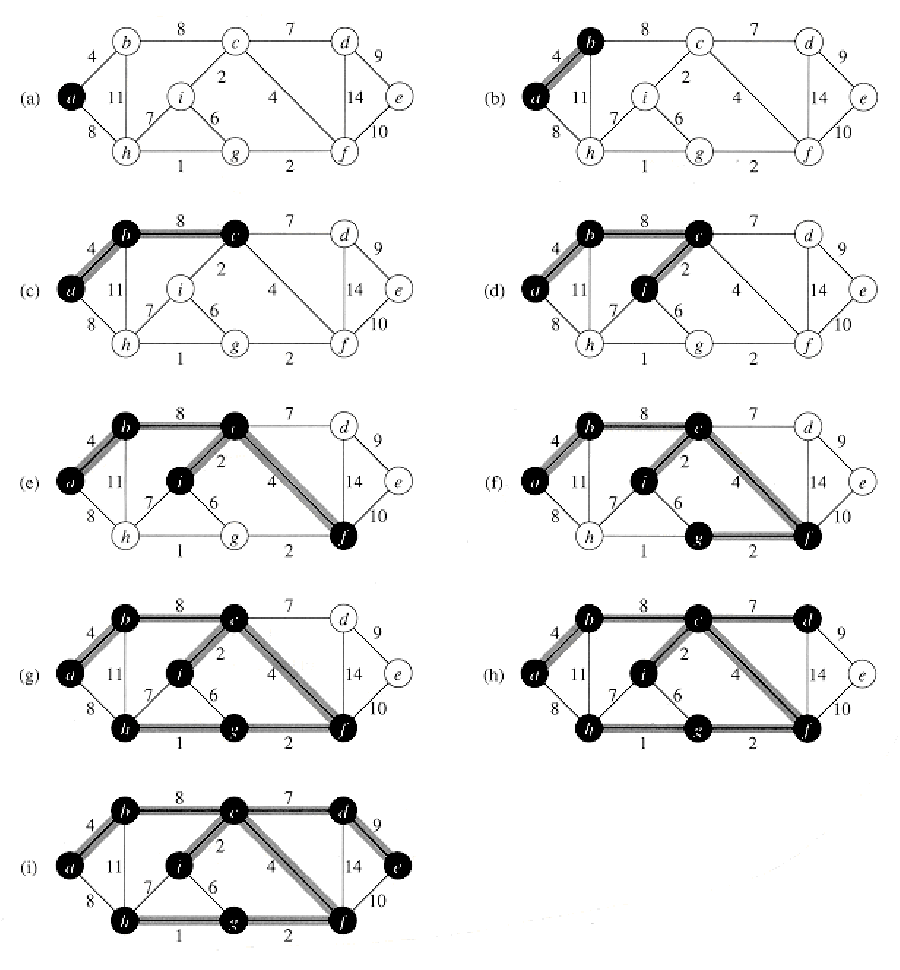 8 7
b c d
4 9
2
(a) a 11 i 4 14 e
8 7 6 10
h g f
1 2
8 7
b c d
4 9
2
(b) a 11 i 4 14 e
8 7 6 10
h g f
1 2
8 7
b c d
4 9
2
(c) a 11 i 4 14 e
8 7 6 10
h g f
1 2
8 7
b c d
4 9
2
(d) a 11 i 4 14 e
8 7 6 10
h g f
1 2
8 7
b c d
4 9
2
(e) a 11 i 4 14 e
8 7 6 10
h g f
1 2
8 7
b c d
4 9
2
(f) a 11 i 4 14 e
8 7 6 10
h g f
1 2
8 7
b c d
4 9
2
(g) a 11 i 4 14 e
8 7 6 10
h g f
1 2
8 7
b c d
4 9
2
(h) a 11 i 4 14 e
8 7 6 10
h g f
1 2
8 7
b c d
4 9
2
(i) a 11 i 4 14 e
8 7 6 10
h g f
1 2